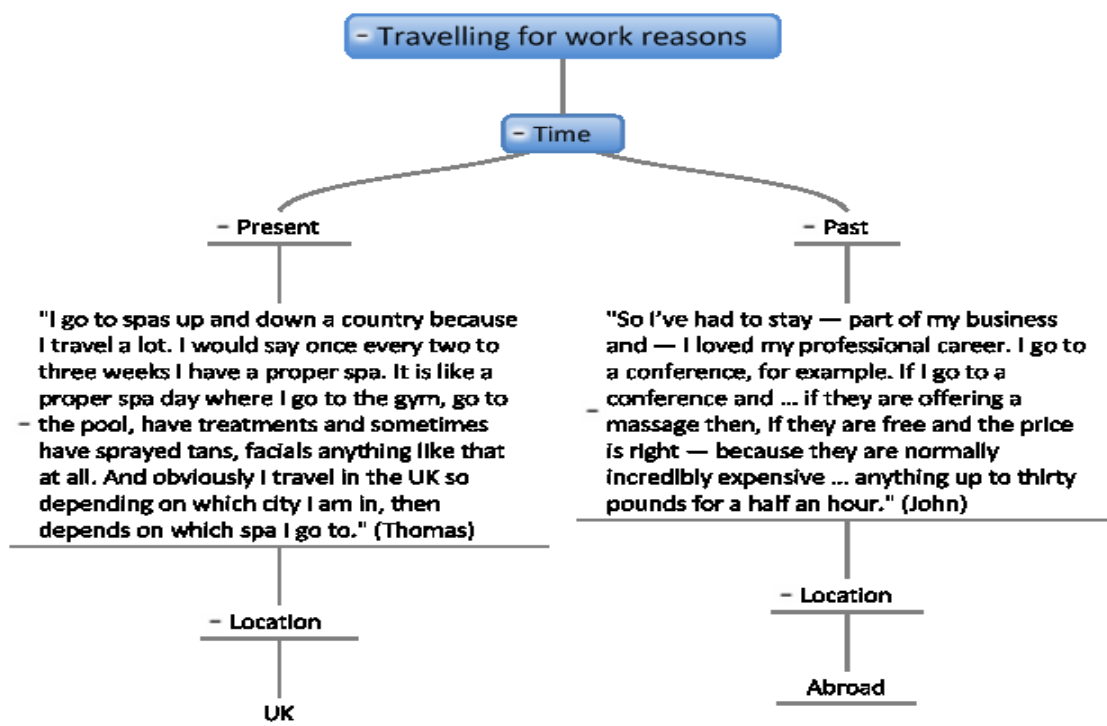 – Travelling for work reasons
– Time
– Present
"I go to spas up and down a country because
I travel a lot. I would say once every two to
three weeks I have a proper spa. It is like a
proper spa day where I go to the gym, go to
– the pool, have treatments and sometimes
have sprayed tans, facials anything like that
at all. And obviously I travel in the UK so
depending on which city I am in, then
depends on which spa I go to." (Thomas)
– Location
UK
– Past
"So I've had to stay — part of my business
and — I loved my professional career. I go to
a conference, for example. If I go to a
– conference and ... if they are offering a
massage then, if they are free and the price
is right — because they are normally
incredibly expensive ... anything up to thirty
pounds for a half an hour." (John)
– Location
Abroad